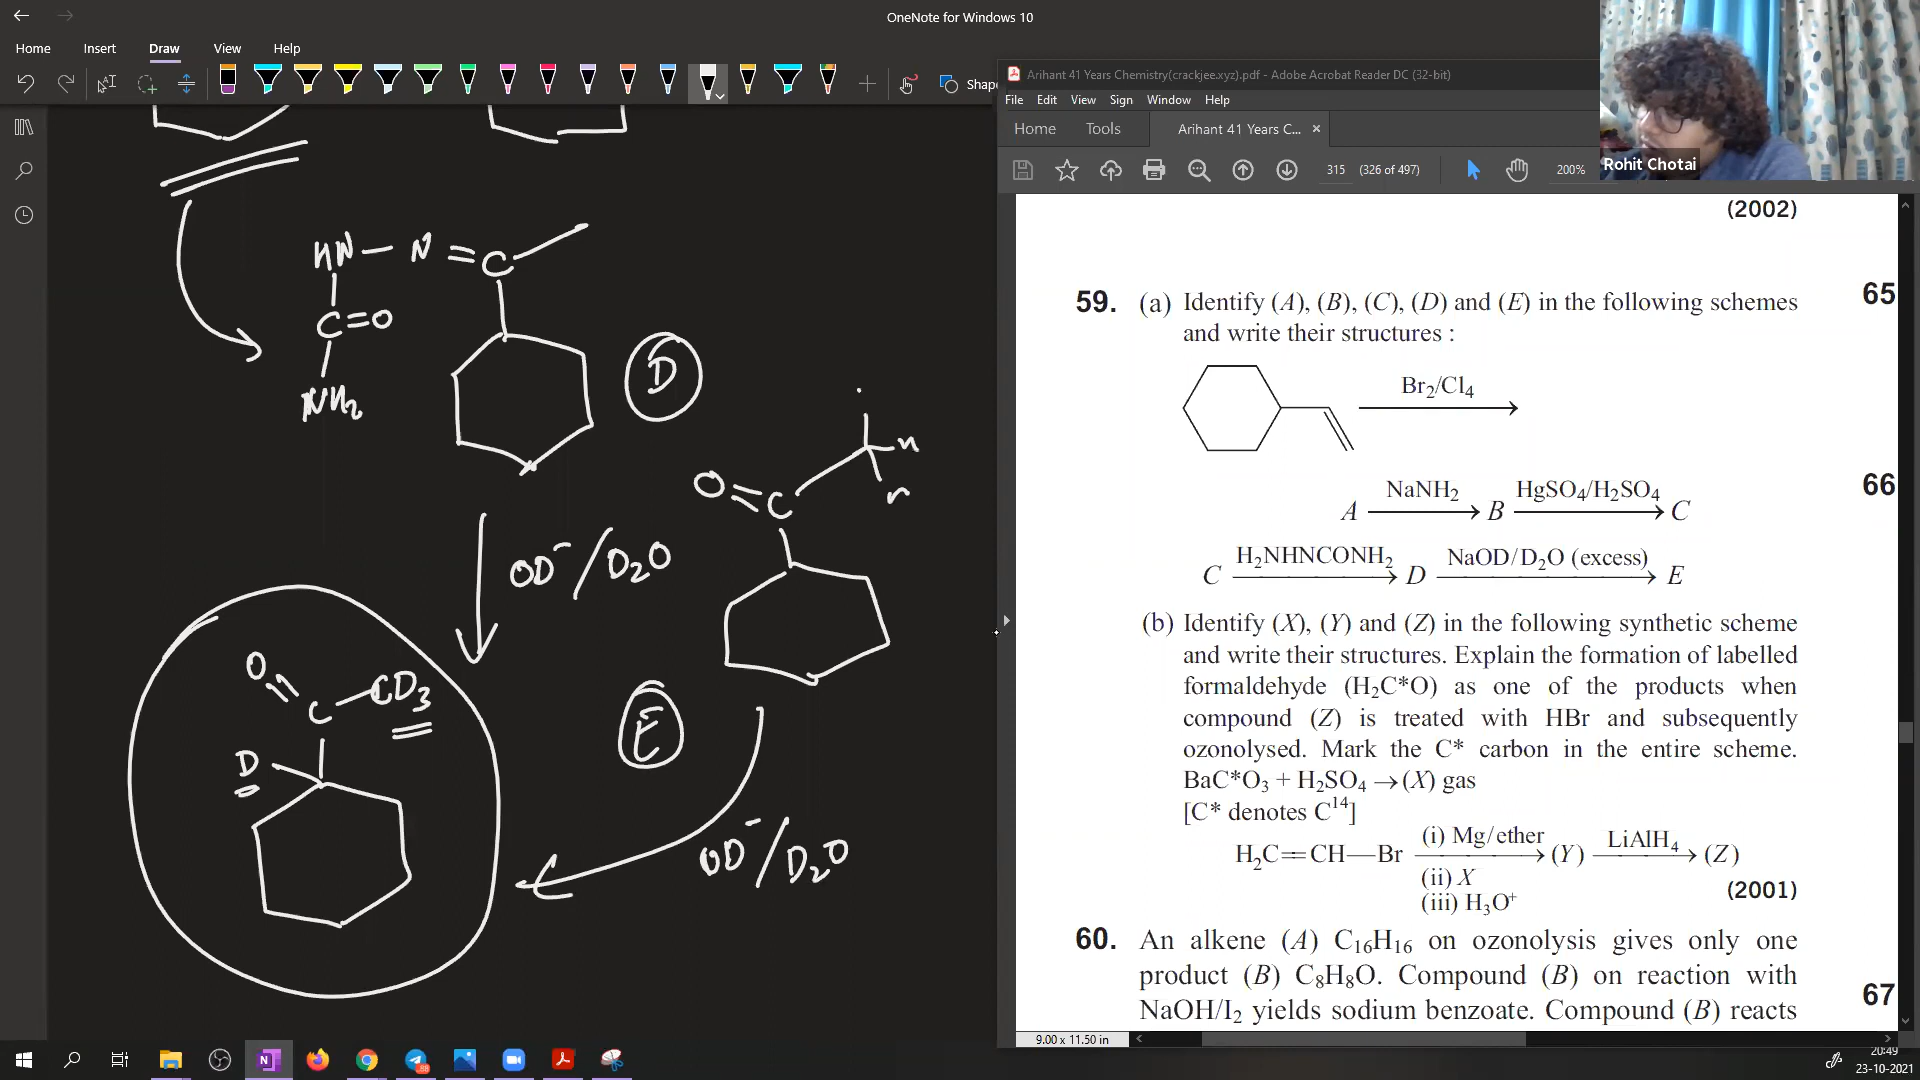 OneNote for Windows 10
Home Insert Draw View Help
Shap
HN — N = C
C=O
NH2
D
O=C
OD⁻/D2O
O
C
CD3
D
E
OD⁻/D2O
Arihant 41 Years Chemistry(crackjee.xyz).pdf - Adobe Acrobat Reader DC (32-bit)
File Edit View Sign Window Help
Home Tools Arihant 41 Years C... ×
315 (326 of 497) 200%
Rohit Chotai
(2002)
59. (a) Identify (A), (B), (C), (D) and (E) in the following schemes
and write their structures :
Br2/Cl4
A NaNH2 → B HgSO4/H2SO4 → C
C H2NHNCONH2 → D NaOD/D2O (excess) → E
(b) Identify (X), (Y) and (Z) in the following synthetic scheme
and write their structures. Explain the formation of labelled
formaldehyde (H2C*O) as one of the products when
compound (Z) is treated with HBr and subsequently
ozonolysed. Mark the C* carbon in the entire scheme.
BaC*O3 + H2SO4 → (X) gas
[C* denotes C¹⁴]
H2C=CH—Br (i) Mg/ether (ii) X (iii) H3O⁺ → (Y) LiAlH4 → (Z)
(2001)
60. An alkene (A) C16H16 on ozonolysis gives only one
product (B) C8H8O. Compound (B) on reaction with
NaOH/I2 yields sodium benzoate. Compound (B) reacts
65
66
67
9.00 x 11.50 in
20:49
23-10-2021